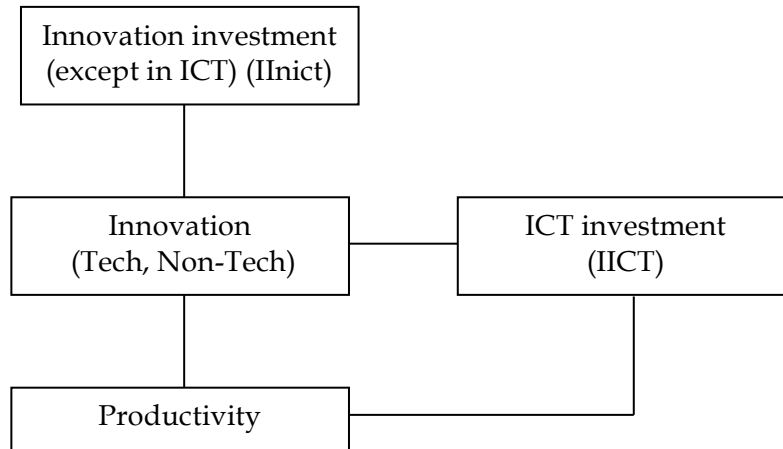 Innovation investment
(except in ICT) (IInict)
Innovation
(Tech, Non-Tech)
ICT investment
(IICT)
Productivity